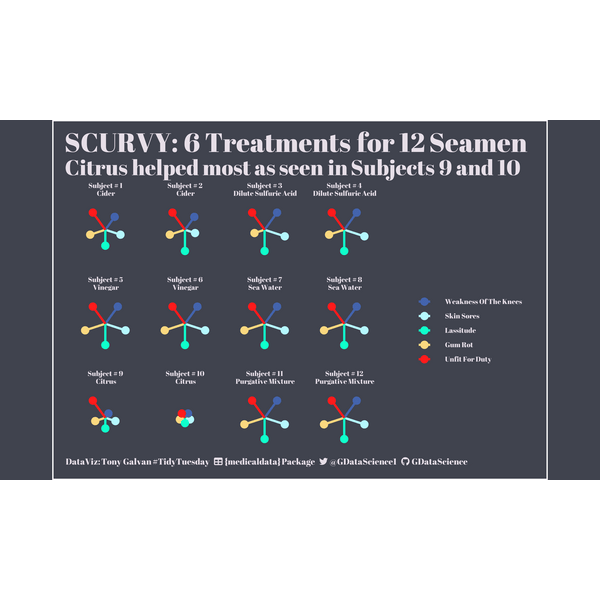 SCURVY: 6 Treatments for 12 Seamen
Citrus helped most as seen in Subjects 9 and 10
Subject # 1
Cider
Subject # 2
Cider
Subject # 3
Dilute Sulfuric Acid
Subject # 4
Dilute Sulfuric Acid
Subject # 5
Vinegar
Subject # 6
Vinegar
Subject # 7
Sea Water
Subject # 8
Sea Water
Subject # 9
Citrus
Subject # 10
Citrus
Subject # 11
Purgative Mixture
Subject # 12
Purgative Mixture
Weakness Of The Knees
Skin Sores
Lassitude
Gum Rot
Unfit For Duty
DataViz: Tony Galvan #TidyTuesday [medicaldata] Package @GDataScience1 GDataScience